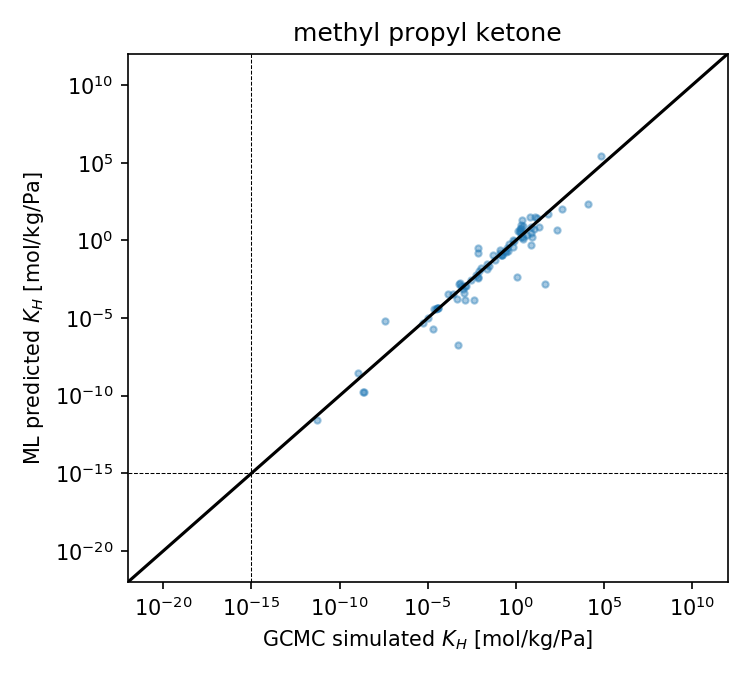 methyl propyl ketone
ML predicted K_H [mol/kg/Pa]
10^10
10^5
10^0
10^−5
10^−10
10^−15
10^−20
10^−20 10^−15 10^−10 10^−5 10^0 10^5 10^10
GCMC simulated K_H [mol/kg/Pa]